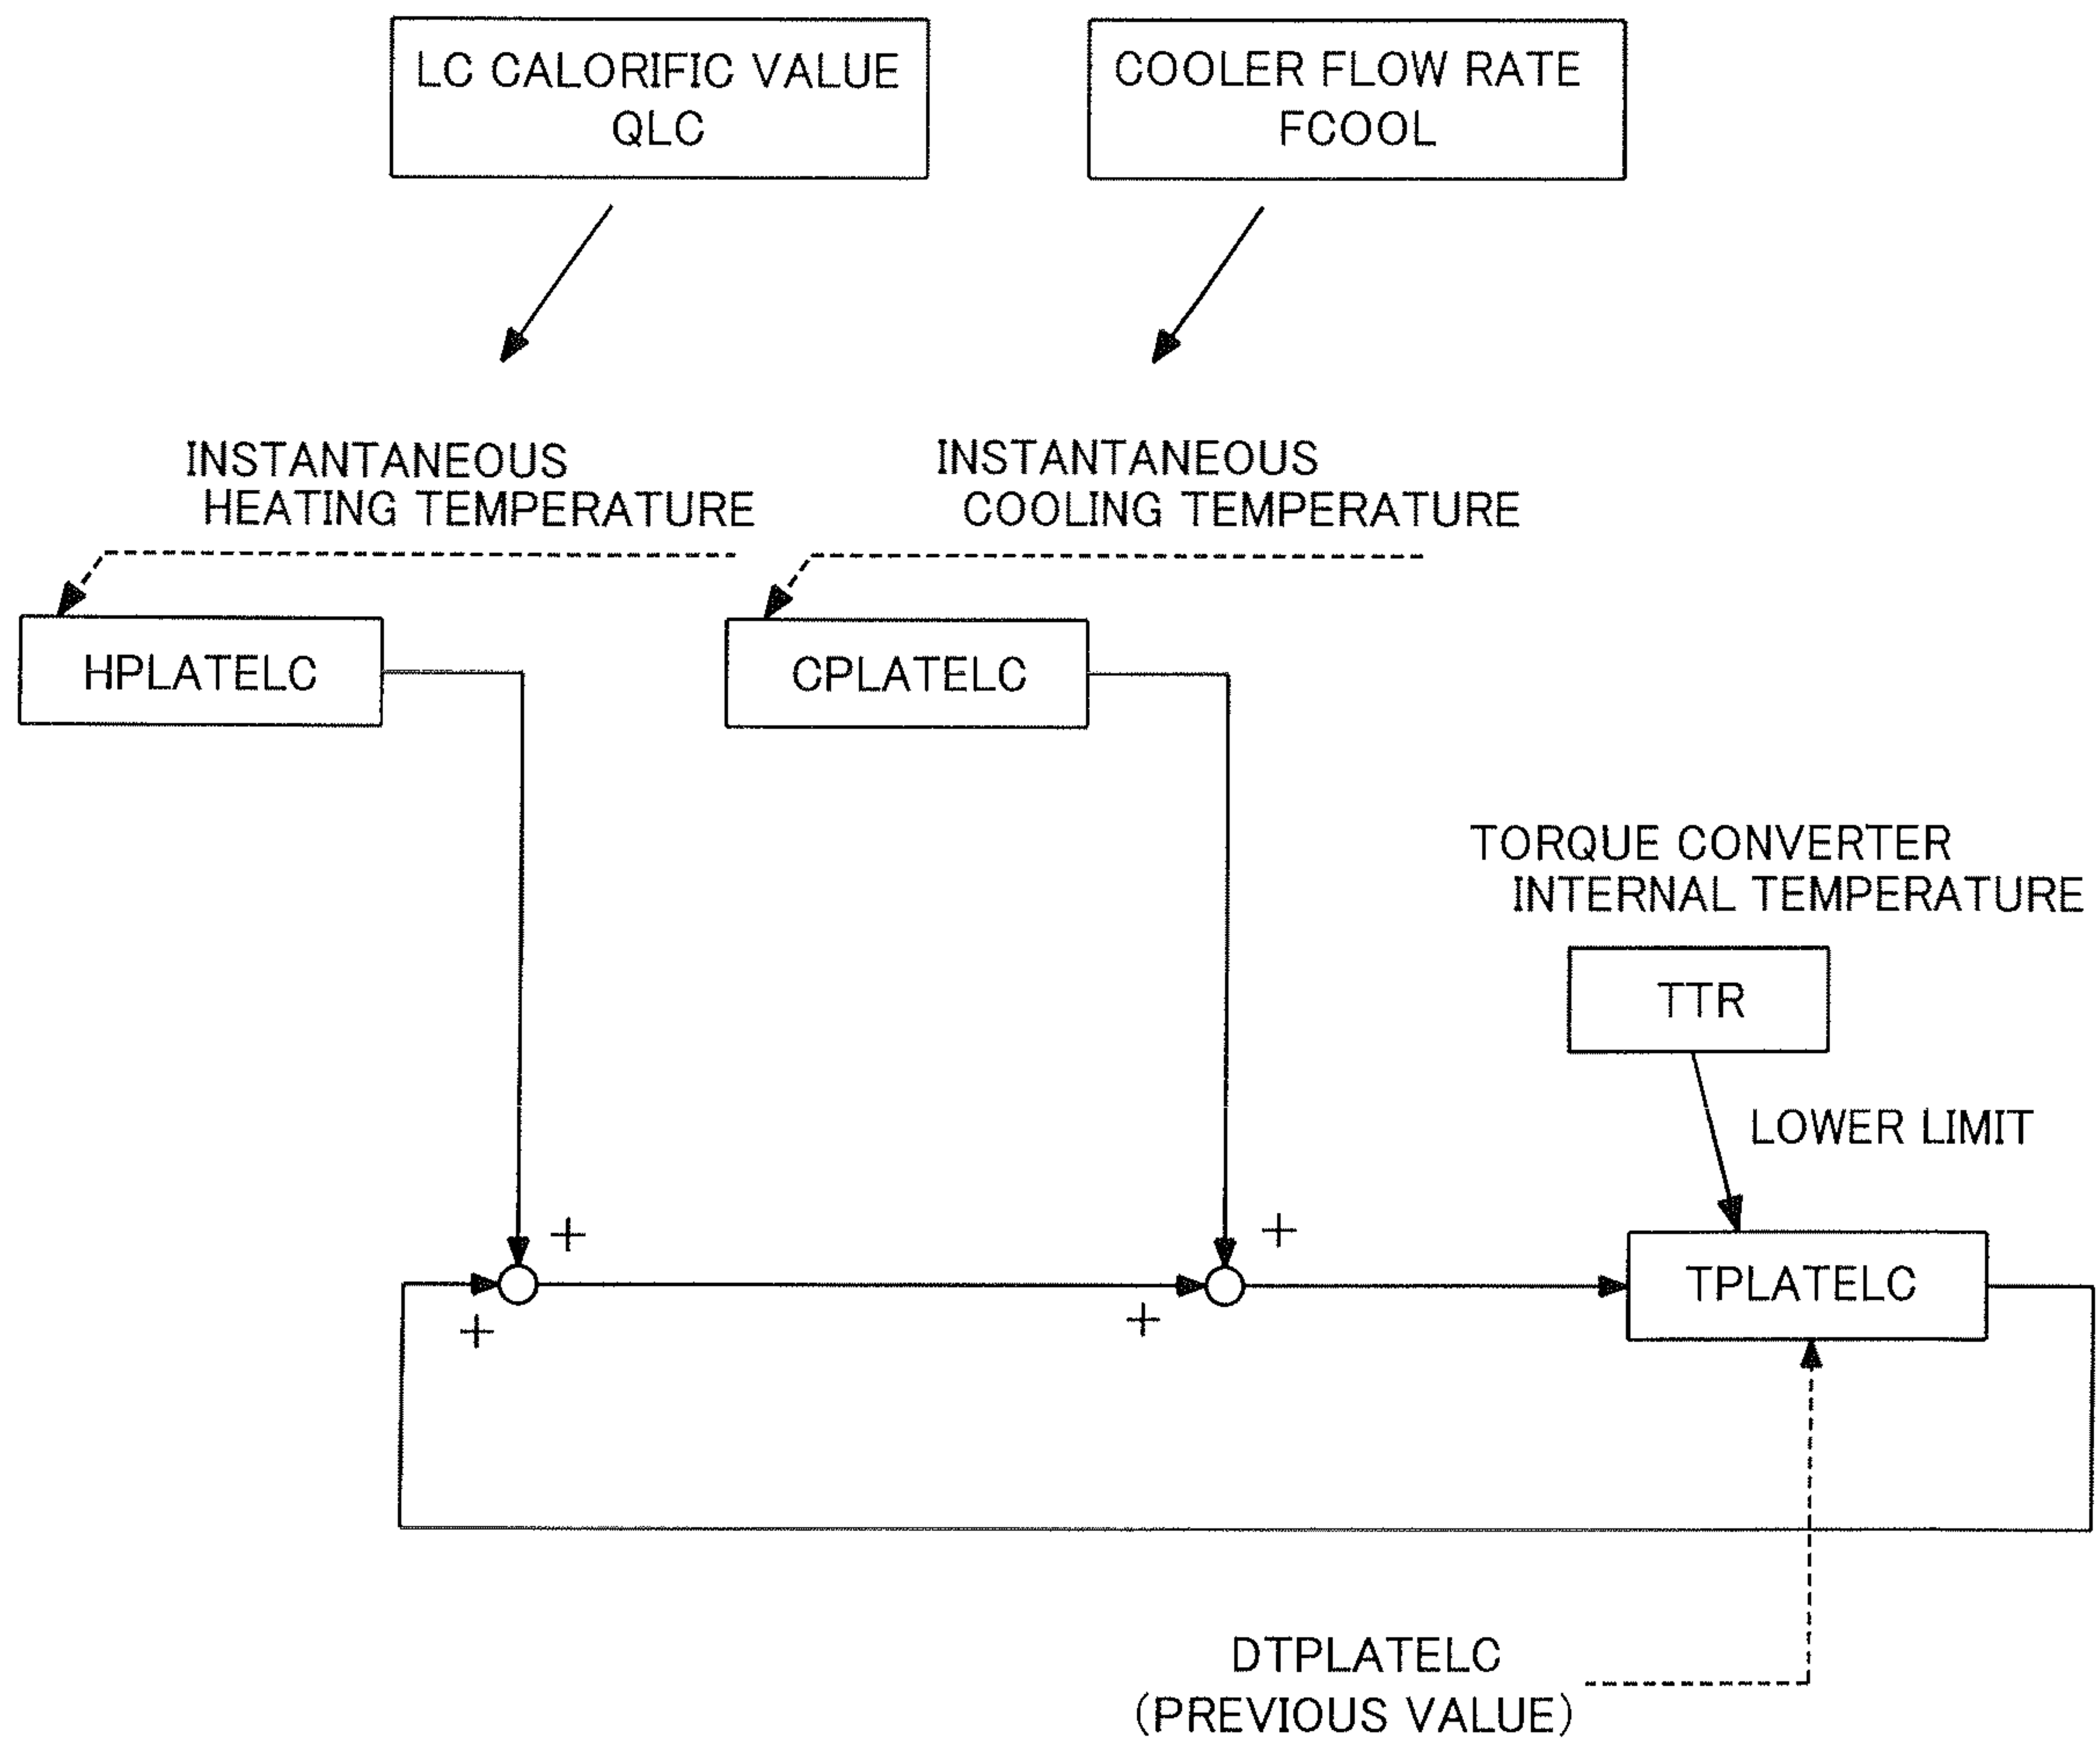 LC CALORIFIC VALUE
QLC
COOLER FLOW RATE
FCOOL
INSTANTANEOUS
HEATING TEMPERATURE
INSTANTANEOUS
COOLING TEMPERATURE
HPLATELC
CPLATELC
TORQUE CONVERTER
INTERNAL TEMPERATURE
TTR
LOWER LIMIT
+
+
+
+
TPLATELC
DTPLATELC
(PREVIOUS VALUE)